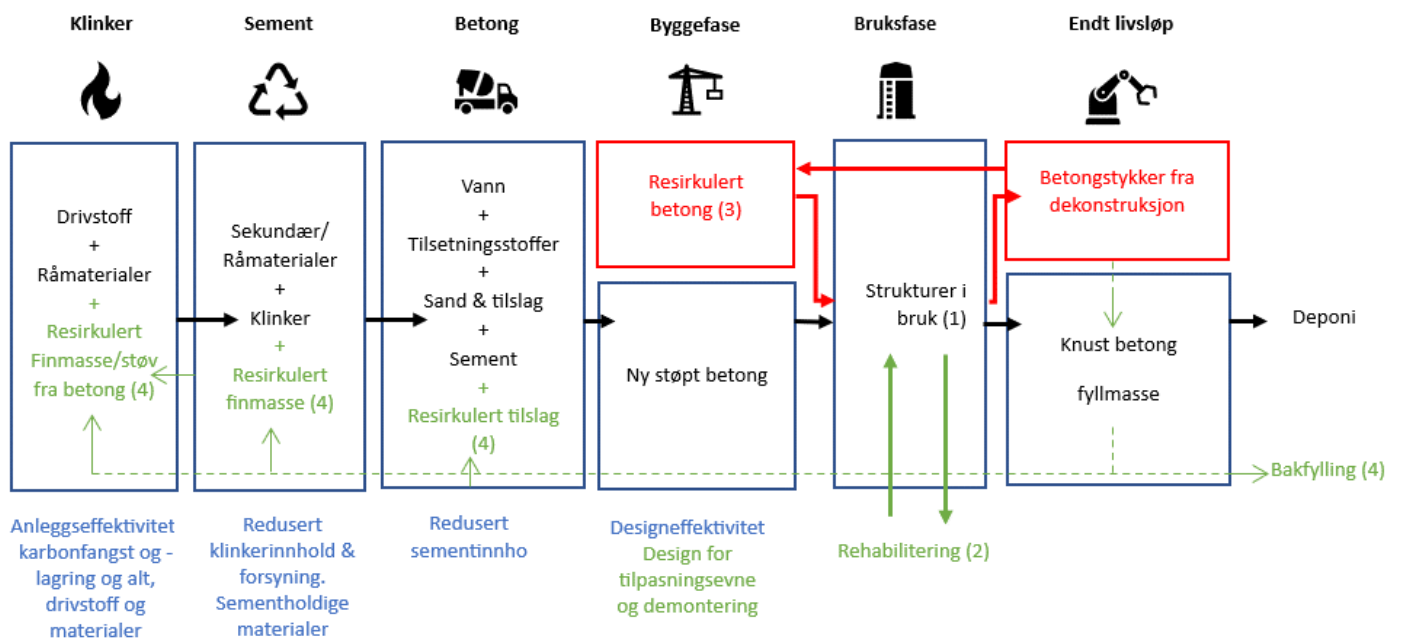 Klinker
Sement
Betong
Byggefase
Bruksfase
Endt livsløp
Drivstoff
+
Råmaterialer
+
Resirkulert
Finmasse/støv
fra betong (4)
Sekundær/
Råmaterialer
+
Klinker
+
Resirkulert
finmasse (4)
Vann
+
Tilsetningsstoffer
+
Sand & tilslag
+
Sement
+
Resirkulert tilslag
(4)
Resirkulert
betong (3)
Ny støpt betong
Strukturer i
bruk (1)
Betongstykker fra
dekonstruksjon
Knust betong
fyllmasse
Deponi
Bakfylling (4)
Anleggseffektivitet
karbonfangst og -
lagring og alt,
drivstoff og
materialer
Redusert
klinkerinnhold &
forsyning.
Sementholdige
materialer
Redusert
sementinnho
Designeffektivitet
Design for
tilpasningsevne
og demontering
Rehabilitering (2)